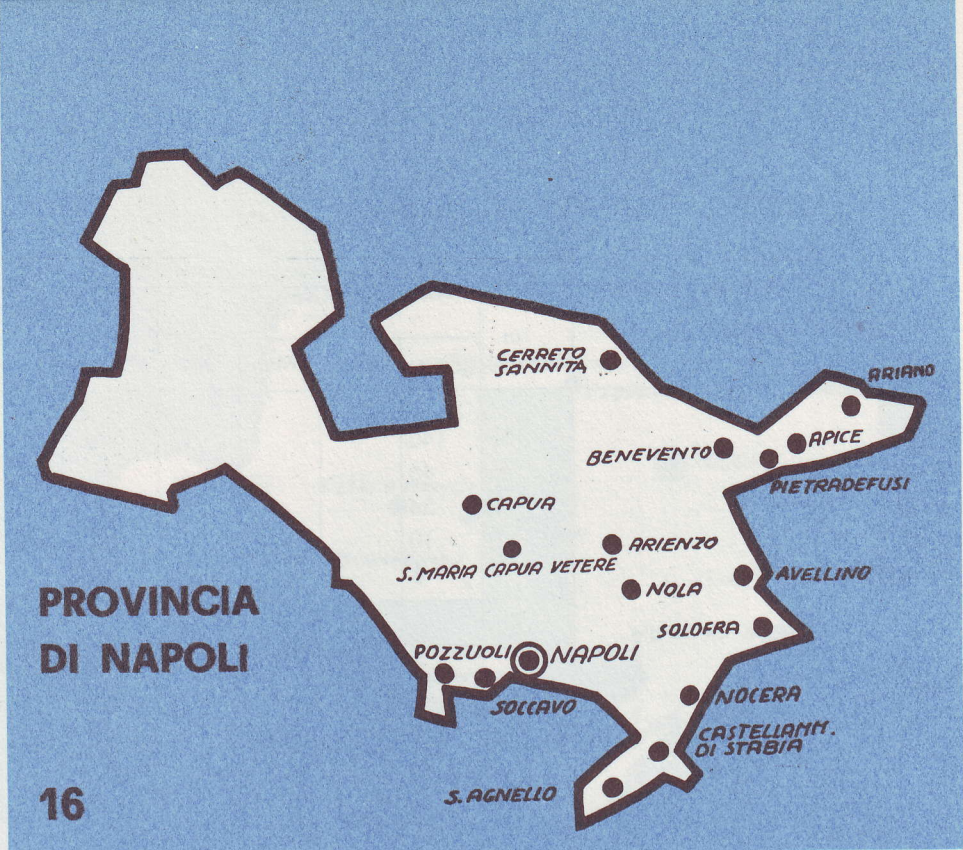 CERRETO
SANNITA
ARIANO
APICE
BENEVENTO
PIETRADEFUSI
CAPUA
ARIENZO
S. MARIA CAPUA VETERE
AVELLINO
NOLA
PROVINCIA
DI NAPOLI
SOLOFRA
POZZUOLI
NAPOLI
SOCCAVO
NOCERA
CASTELLAMM.
DI STABIA
S. AGNELLO
16